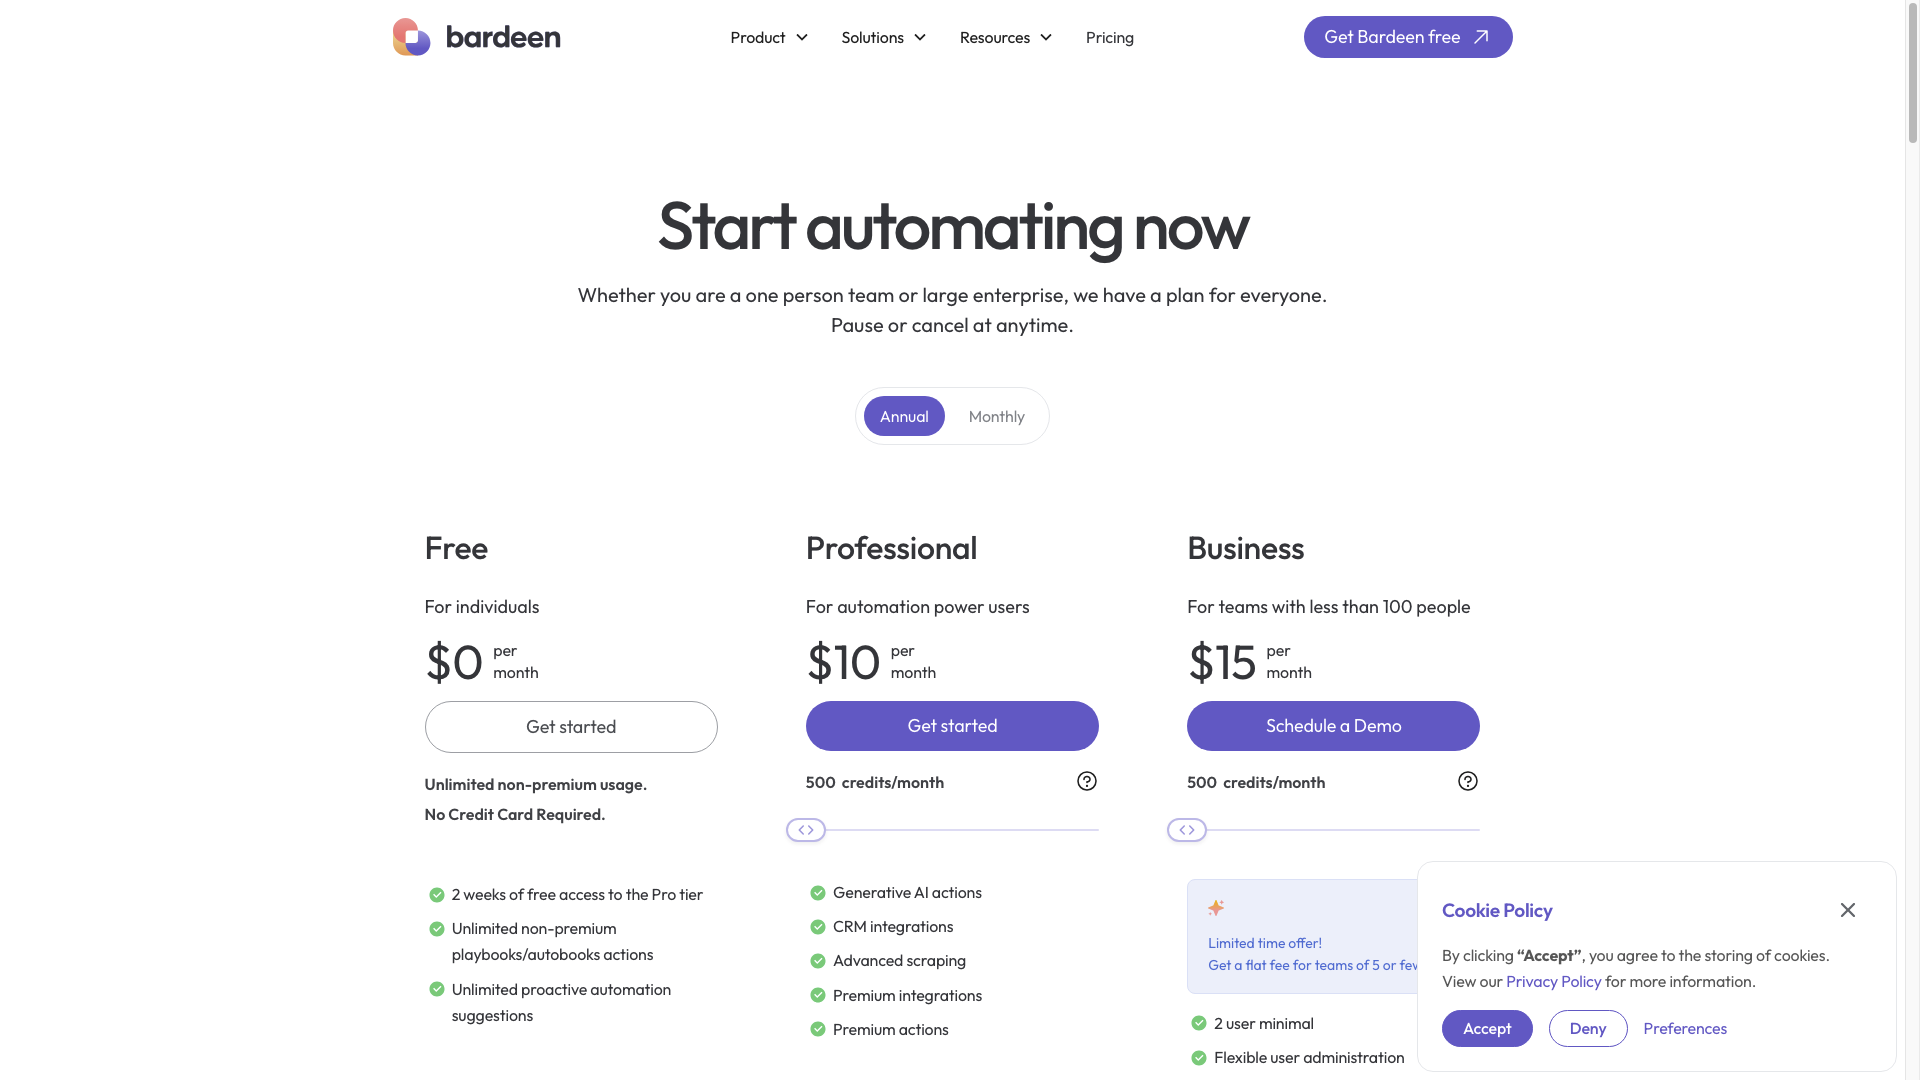 bardeen
Product
Solutions
Resources
Pricing
Get Bardeen free
Start automating now
Whether you are a one person team or large enterprise, we have a plan for everyone.
Pause or cancel at anytime.
Annual
Monthly
Free
For individuals
$0 per
month
Get started
Unlimited non-premium usage.
No Credit Card Required.
2 weeks of free access to the Pro tier
Unlimited non-premium
playbooks/autobooks actions
Unlimited proactive automation
suggestions
Professional
For automation power users
$10 per
month
Get started
500 credits/month
Generative AI actions
CRM integrations
Advanced scraping
Premium integrations
Premium actions
Business
For teams with less than 100 people
$15 per
month
Schedule a Demo
500 credits/month
Limited time offer!
Get a flat fee for teams of 5 or
2 user minimal
Flexible user administration
Cookie Policy
By clicking “Accept”, you agree to the storing of cookies.
View our Privacy Policy for more information.
Accept
Deny
Preferences